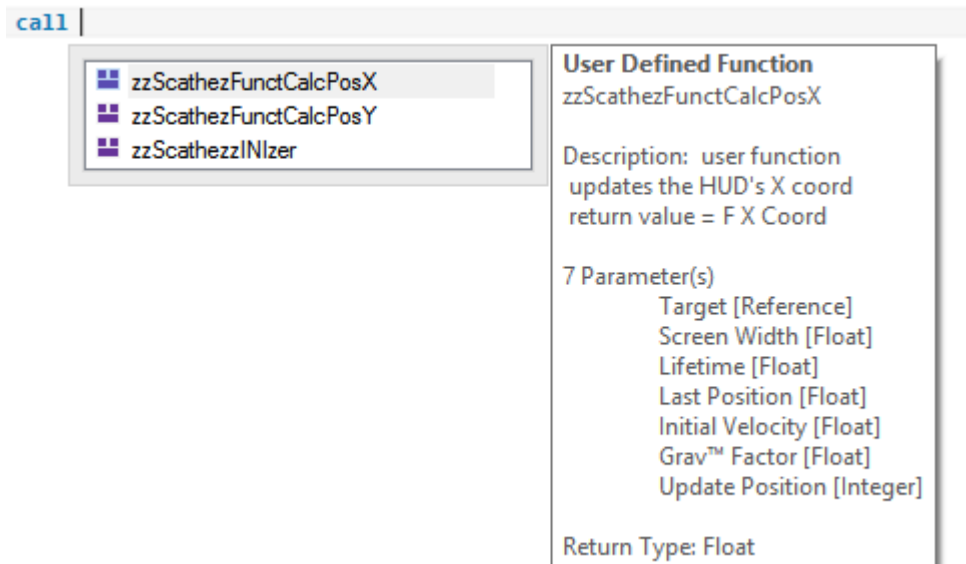 call
zzScathezFunctCalcPosX
zzScathezFunctCalcPosY
zzScathezzINIzer
User Defined Function
zzScathezFunctCalcPosX
Description:  user function
updates the HUD's X coord
return value = F X Coord
7 Parameter(s)
Target [Reference]
Screen Width [Float]
Lifetime [Float]
Last Position [Float]
Initial Velocity [Float]
Grav™ Factor [Float]
Update Position [Integer]
Return Type: Float